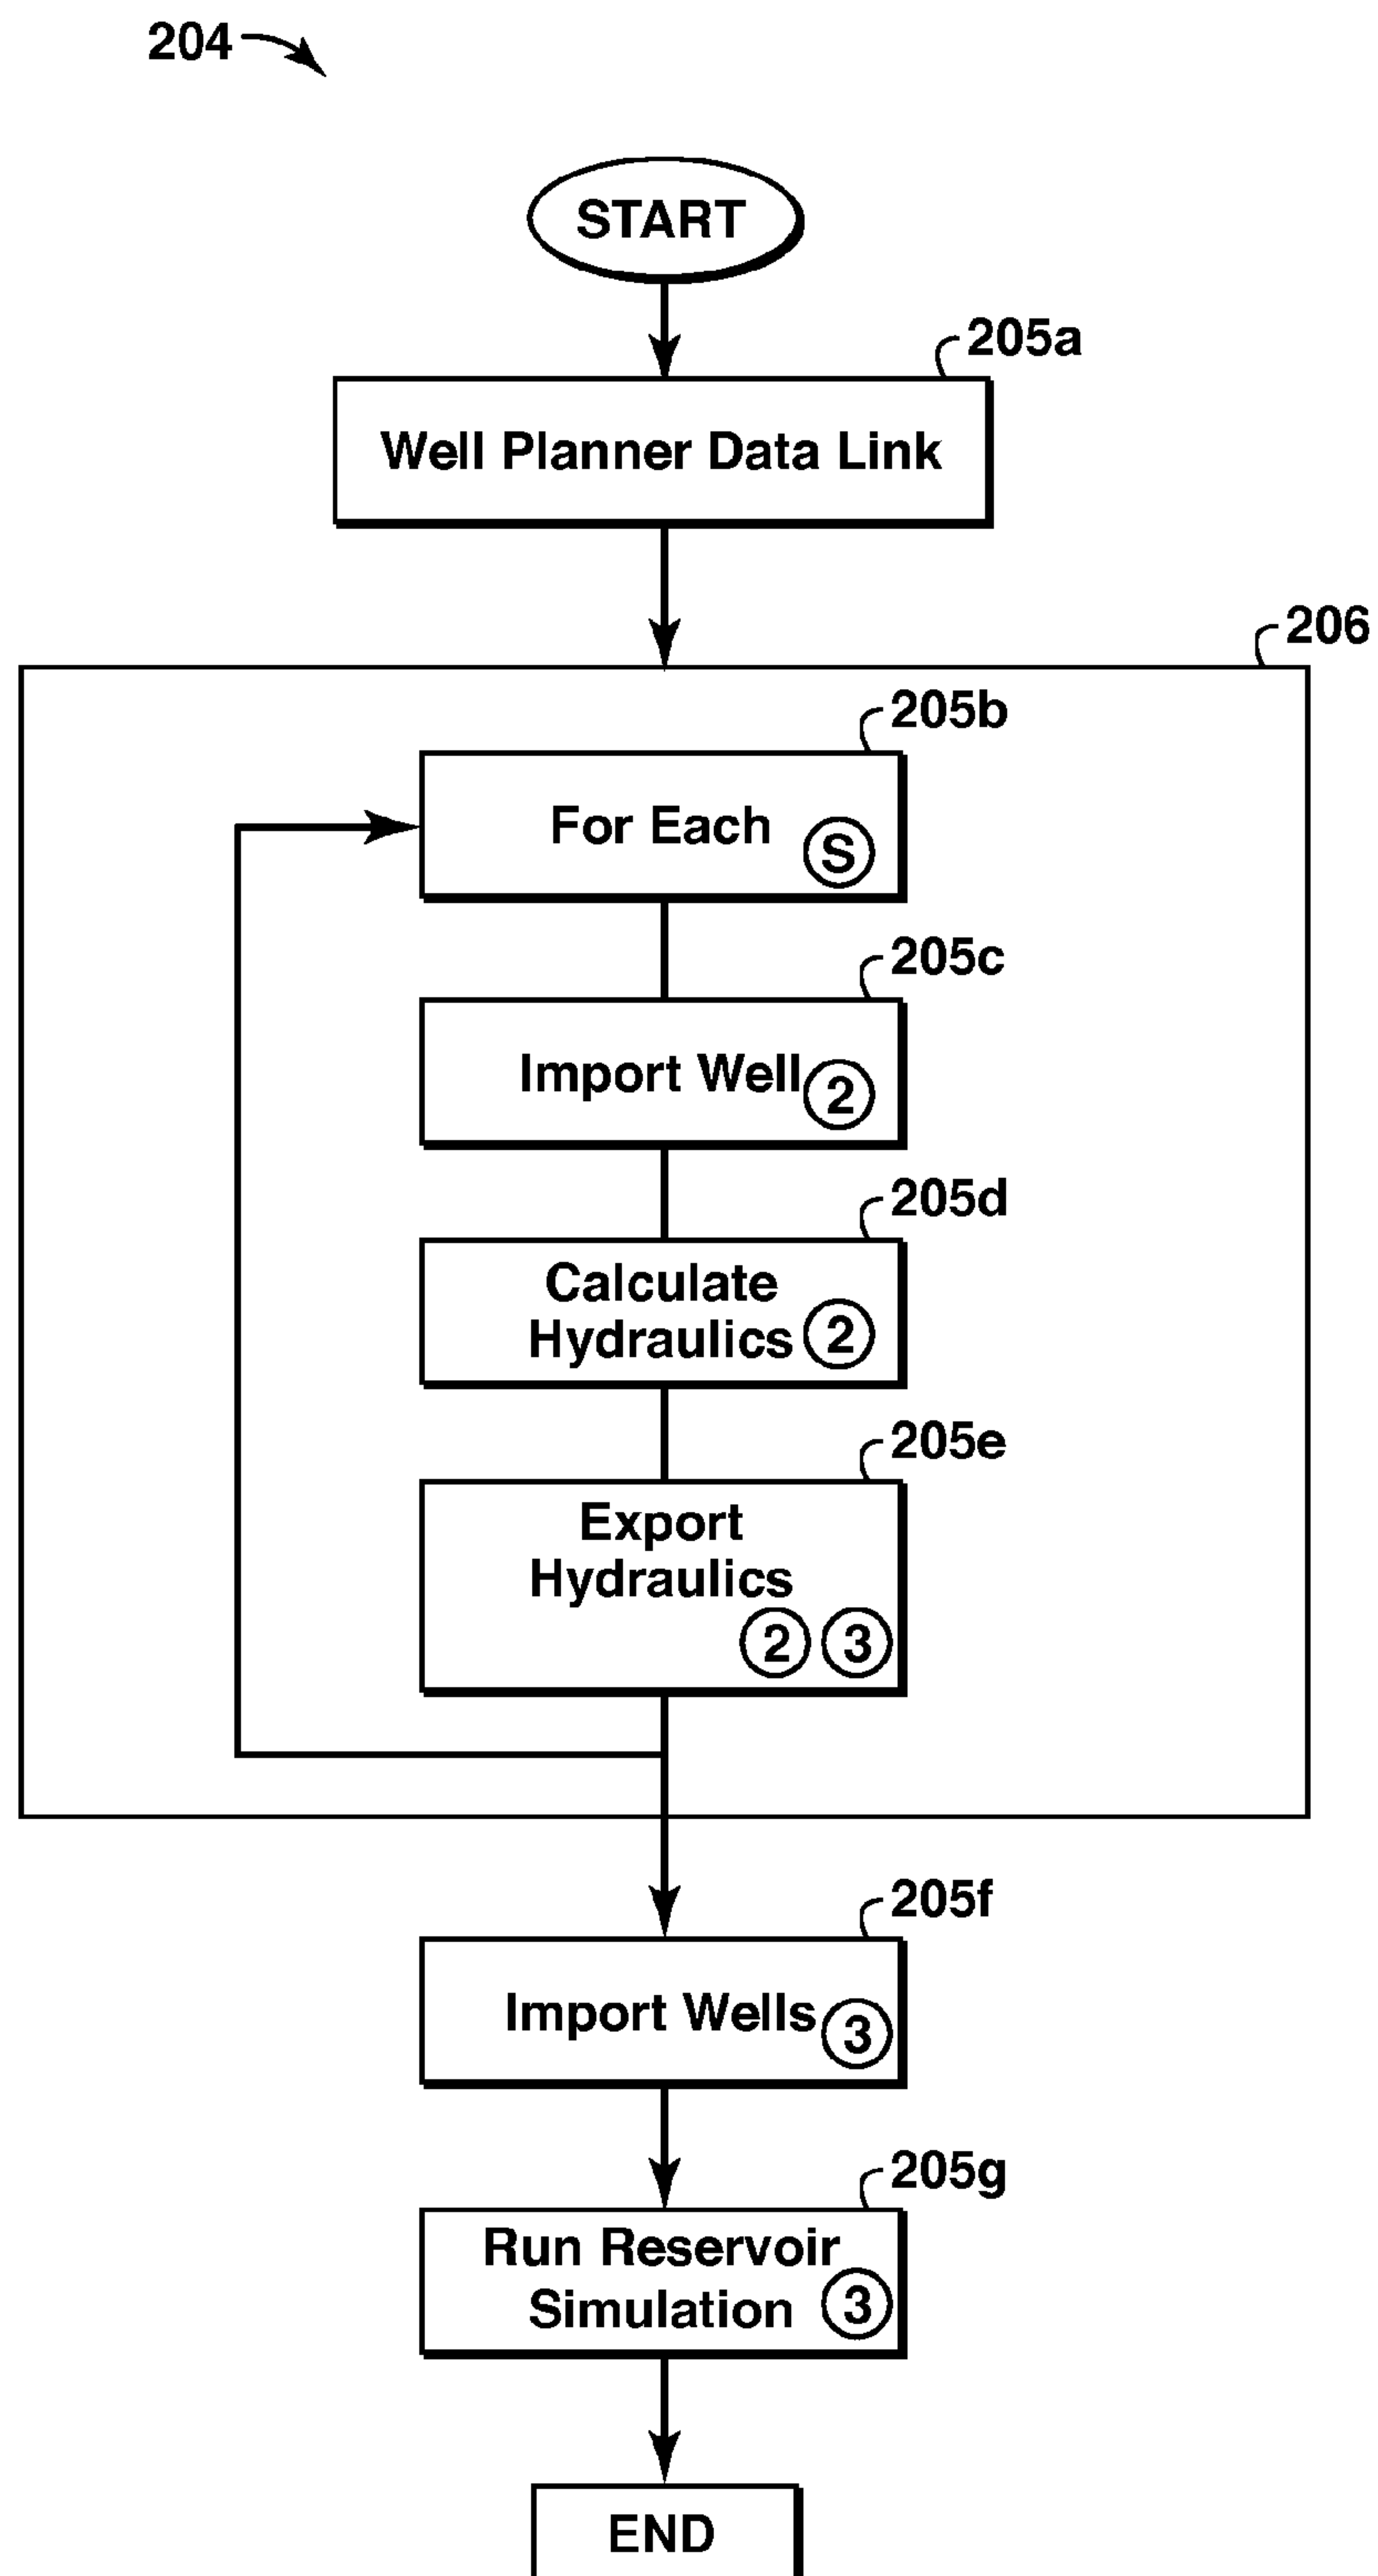 204
START
205a
Well Planner Data Link
206
205b
For Each
S
205c
Import Well
2
205d
Calculate
Hydraulics
2
205e
Export
Hydraulics
2 3
205f
Import Wells
3
205g
Run Reservoir
Simulation
3
END